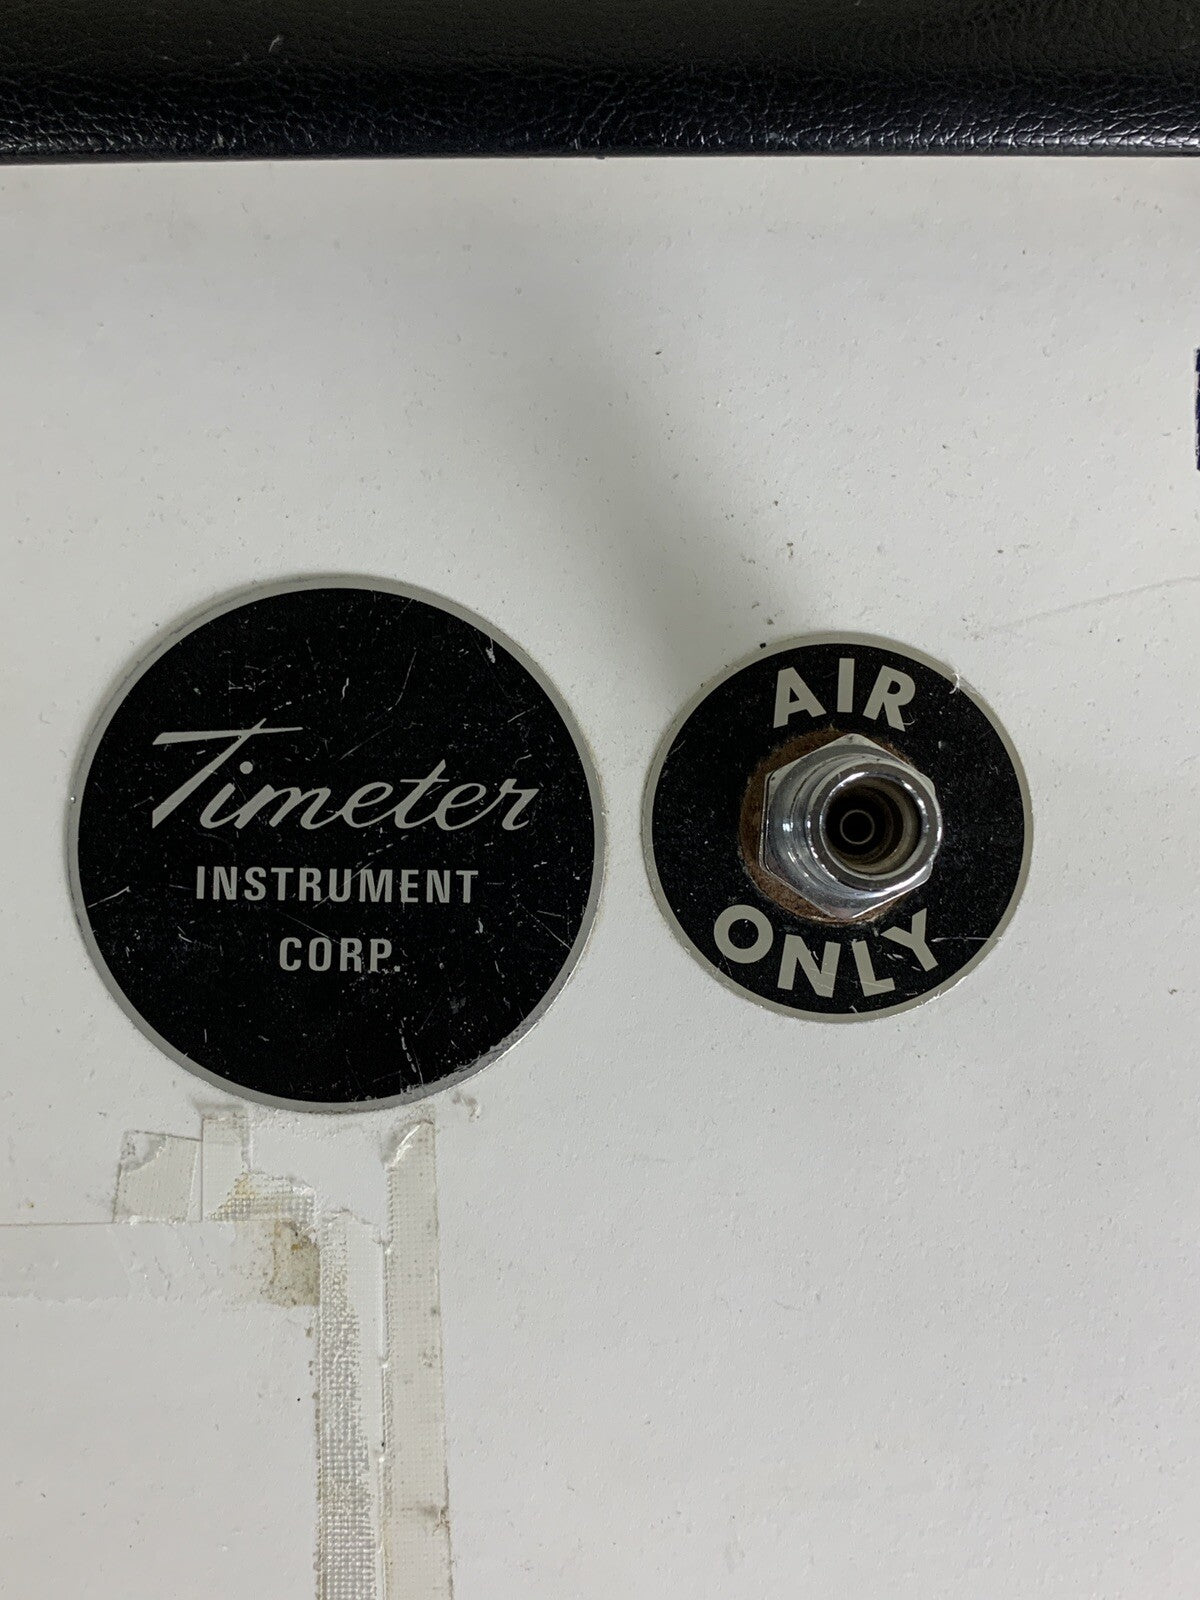 Timeter
INSTRUMENT
CORP.
AIR
ONLY